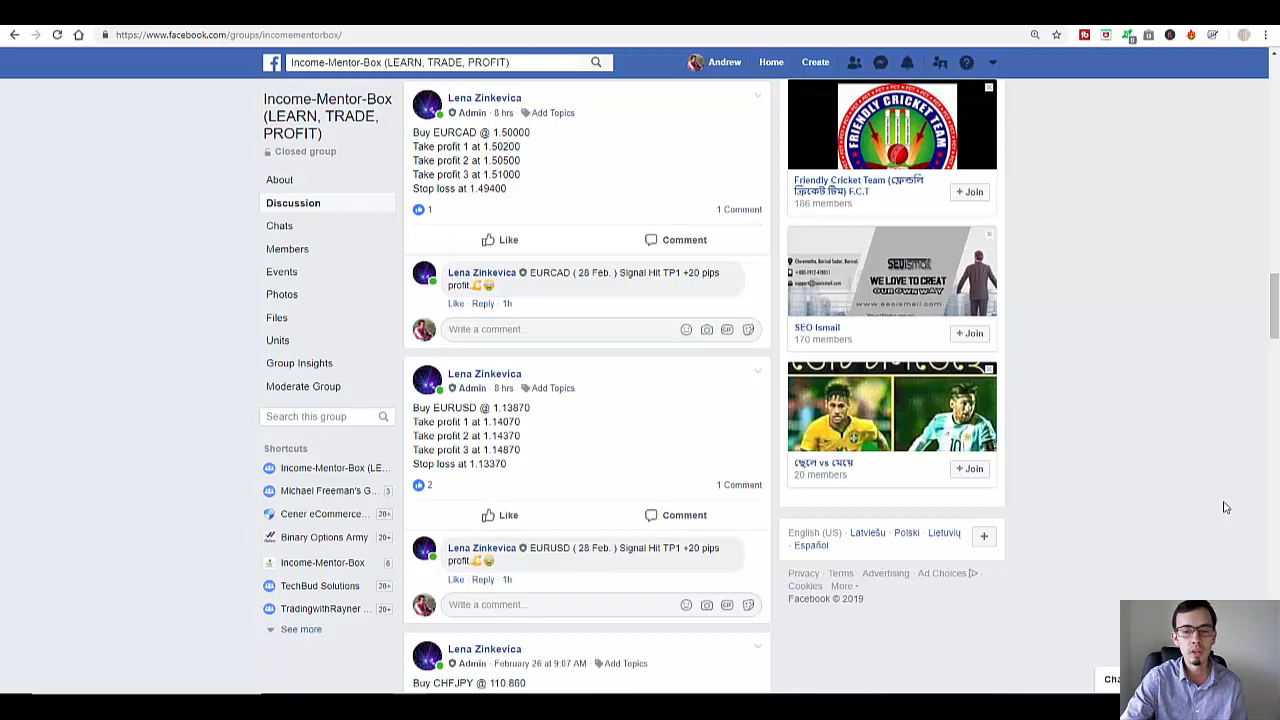 https://www.facebook.com/groups/incomementorbox/
Income-Mentor-Box (LEARN, TRADE, PROFIT)
Andrew
Home
Create
Income-Mentor-Box
(LEARN, TRADE,
PROFIT)
Closed group
About
Discussion
Chats
Members
Events
Photos
Files
Units
Group Insights
Moderate Group
Search this group
Shortcuts
Income-Mentor-Box (LE...
Michael Freeman's G... 3
Cener eCommerce... 20+
Binary Options Army 20+
Income-Mentor-Box 6
TechBud Solutions 20+
TradingwithRayner ... 20+
See more
Lena Zinkevica
Admin · 8 hrs · Add Topics
Buy EURCAD @ 1.50000
Take profit 1 at 1.50200
Take profit 2 at 1.50500
Take profit 3 at 1.51000
Stop loss at 1.49400
1
1 Comment
Like
Comment
Lena Zinkevica EURCAD ( 28 Feb. ) Signal Hit TP1 +20 pips
profit💪🤑
Like · Reply · 1h
Write a comment...
Lena Zinkevica
Admin · 8 hrs · Add Topics
Buy EURUSD @ 1.13870
Take profit 1 at 1.14070
Take profit 2 at 1.14370
Take profit 3 at 1.14870
Stop loss at 1.13370
2
1 Comment
Like
Comment
Lena Zinkevica EURUSD ( 28 Feb. ) Signal Hit TP1 +20 pips
profit💪🤑
Like · Reply · 1h
Write a comment...
Lena Zinkevica
Admin · February 26 at 9:07 AM · Add Topics
Buy CHFJPY @ 110.860
FRIENDLY CRICKET TEAM
Friendly Cricket Team (ফ্রেন্ডলি
ক্রিকেট টিম) F.C.T
186 members
+ Join
SEOISMAIL
WE LOVE TO CREAT
OUR OWN WAY
www.seoismail.com
SEO Ismail
170 members
+ Join
ছেলে vs মেয়ে
20 members
+ Join
English (US) · Latviešu · Polski · Lietuvių
· Español
Privacy · Terms · Advertising · Ad Choices
Cookies · More
Facebook © 2019
Cha